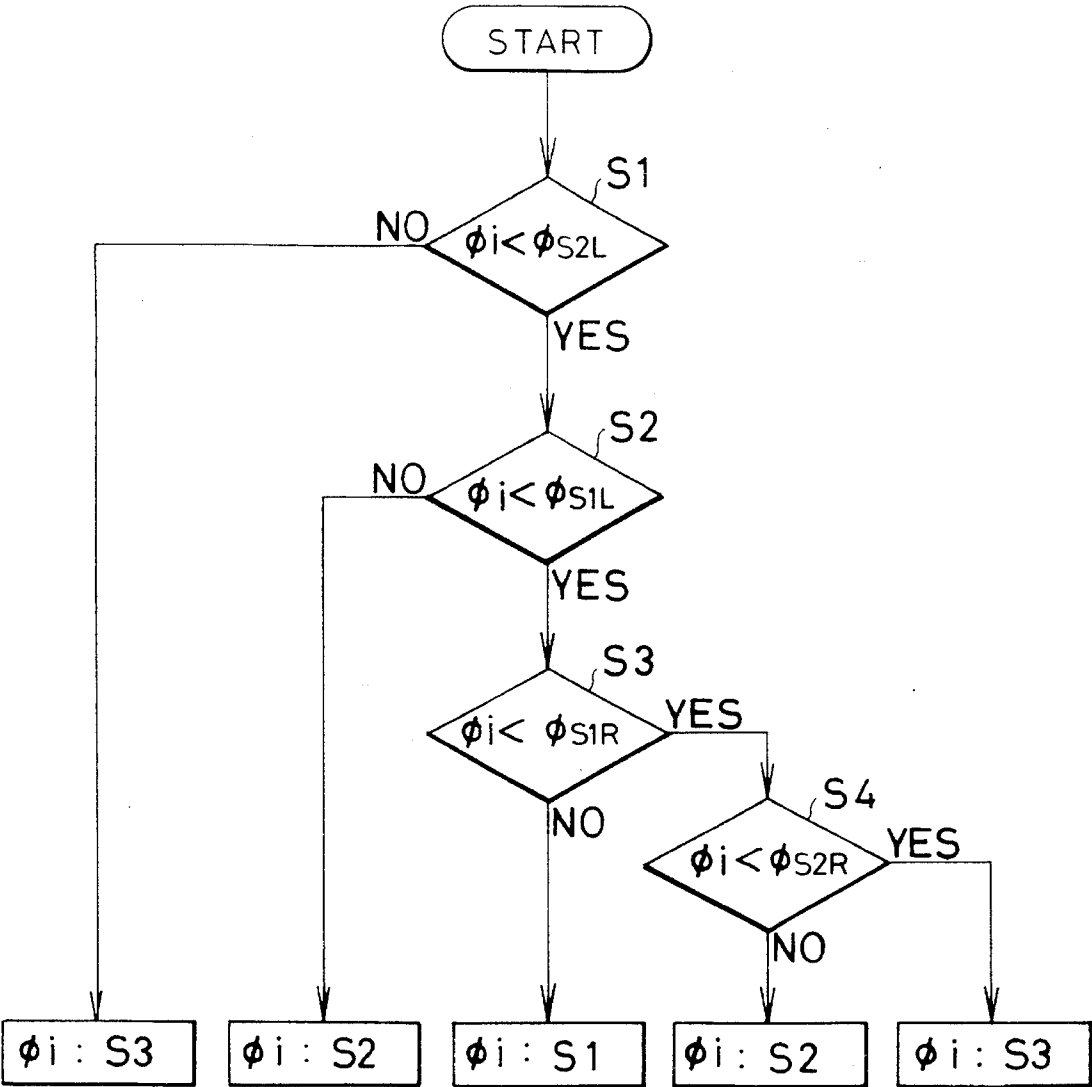 START
S1
NO
φi<φS2L
YES
S2
NO
φi<φS1L
YES
S3
φi< φS1R
YES
NO
S4
φi<φS2R
YES
NO
φi : S3
φi : S2
φi : S1
φi : S2
φi : S3